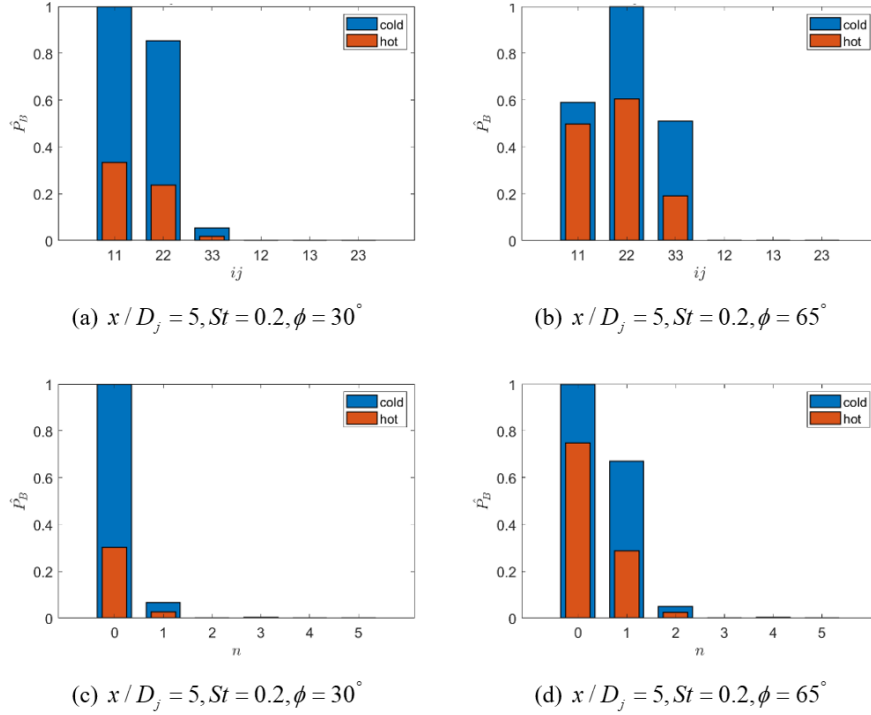 1
0.8
0.6
0.4
0.2
0
P̂_B
cold
hot
11 22 33 12 13 23
ij
(a) x / D_j = 5, St = 0.2, ϕ = 30°
1
0.8
0.6
0.4
0.2
0
P̂_B
cold
hot
11 22 33 12 13 23
ij
(b) x / D_j = 5, St = 0.2, ϕ = 65°
1
0.8
0.6
0.4
0.2
0
P̂_B
cold
hot
0 1 2 3 4 5
n
(c) x / D_j = 5, St = 0.2, ϕ = 30°
1
0.8
0.6
0.4
0.2
0
P̂_B
cold
hot
0 1 2 3 4 5
n
(d) x / D_j = 5, St = 0.2, ϕ = 65°